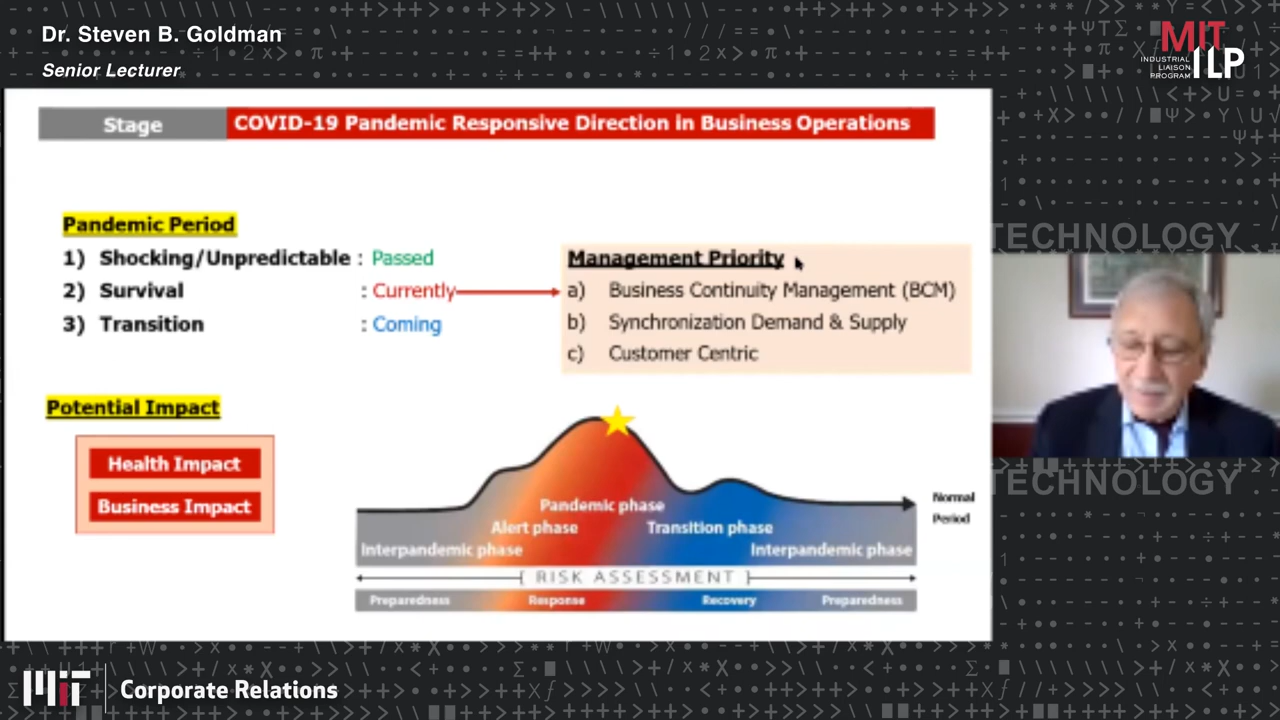 Dr. Steven B. Goldman
Senior Lecturer
MIT
INDUSTRIAL
LIAISON
PROGRAM
ILP
Stage
COVID-19 Pandemic Responsive Direction in Business Operations
Pandemic Period
1) Shocking/Unpredictable : Passed
2) Survival : Currently
3) Transition : Coming
Management Priority
a) Business Continuity Management (BCM)
b) Synchronization Demand & Supply
c) Customer Centric
Potential Impact
Health Impact
Business Impact
Pandemic phase
Alert phase
Transition phase
Interpandemic phase
Interpandemic phase
Normal
Period
RISK ASSESSMENT
Preparedness
Response
Recovery
Preparedness
TECHNOLOGY
TECHNOLOGY
MIT
Corporate Relations